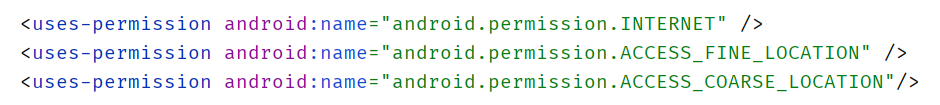 <uses-permission android:name="android.permission.INTERNET" />
<uses-permission android:name="android.permission.ACCESS_FINE_LOCATION" />
<uses-permission android:name="android.permission.ACCESS_COARSE_LOCATION"/>